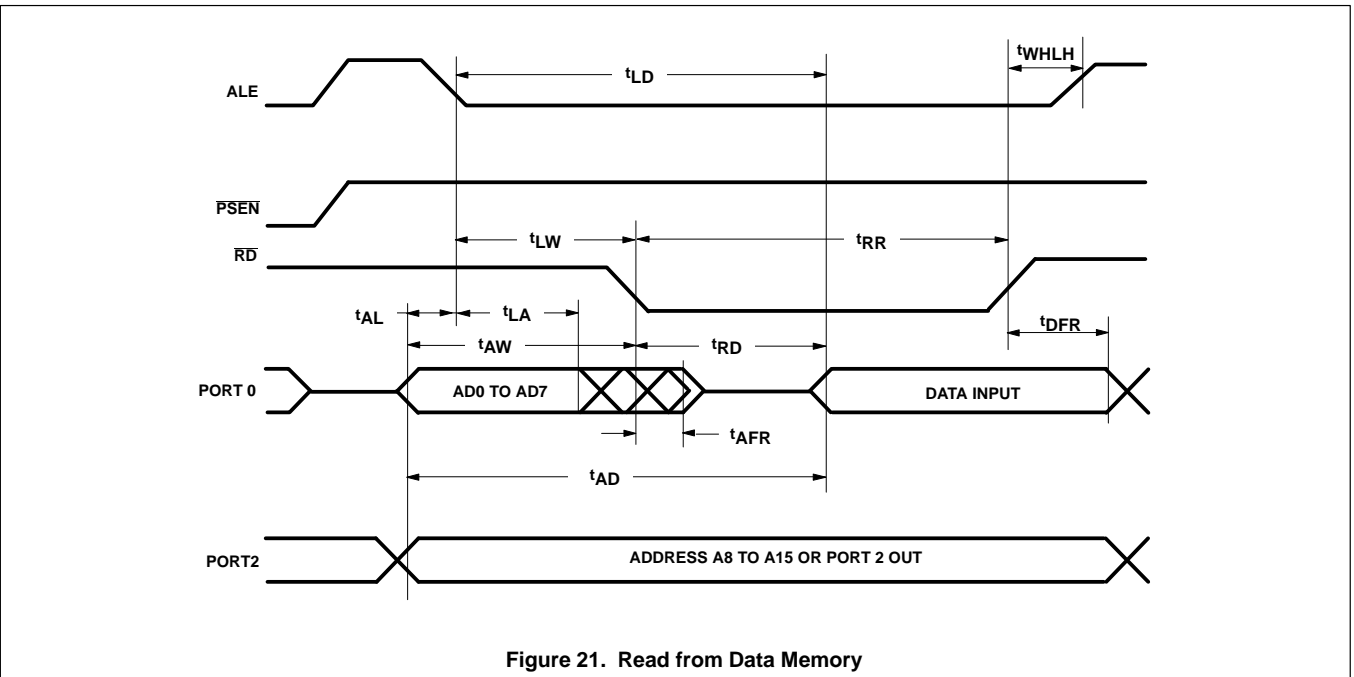 tWHLH
tLD
ALE
PSEN
tLW
tRR
RD
tAL
tLA
tDFR
tAW
tRD
PORT 0
AD0 TO AD7
DATA INPUT
tAFR
tAD
PORT2
ADDRESS A8 TO A15 OR PORT 2 OUT
Figure 21. Read from Data Memory